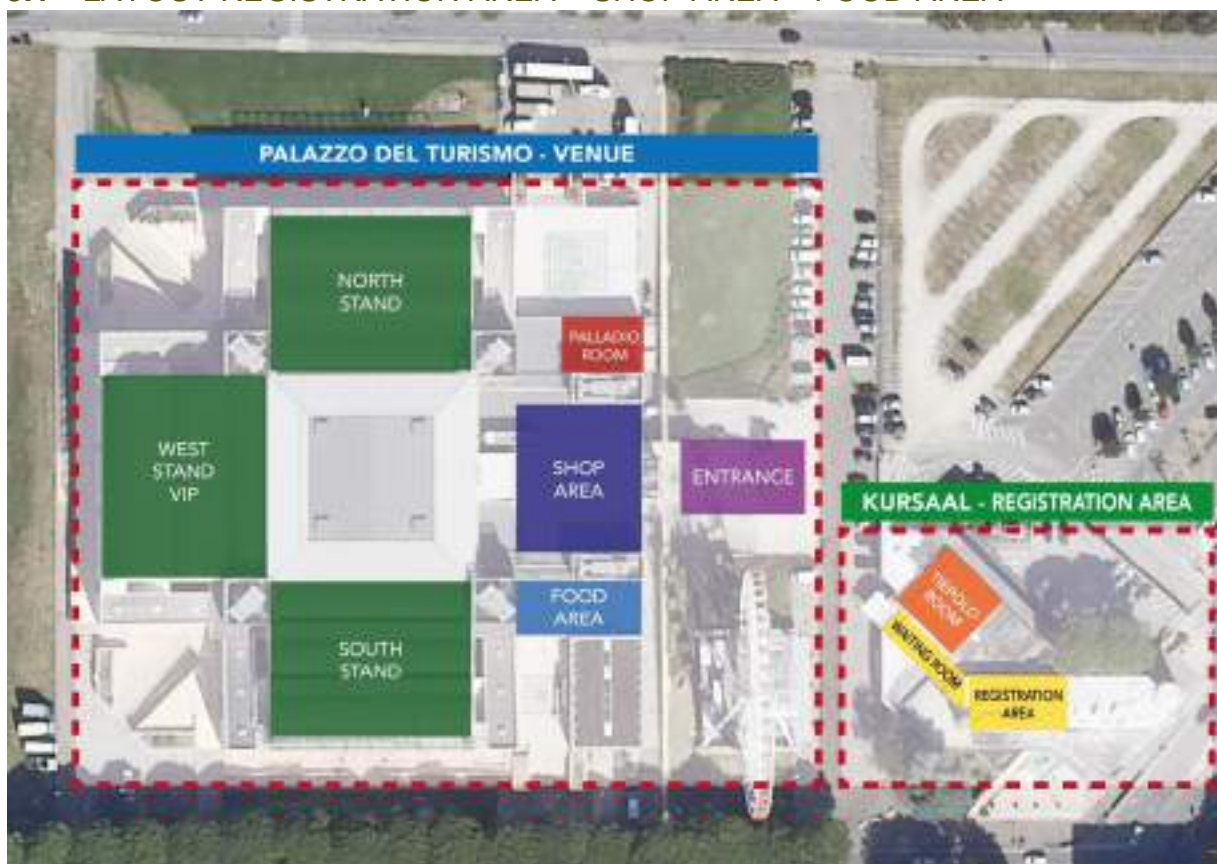 PALAZZO DEL TURISMO - VENUE
NORTH
STAND
PALLADIO
ROOM
WEST
STAND
VIP
SHOP
AREA
ENTRANCE
KURSAAL - REGISTRATION AREA
FOOD
AREA
TIEPOLO
ROOM
WAITING ROOM
SOUTH
STAND
REGISTRATION
AREA